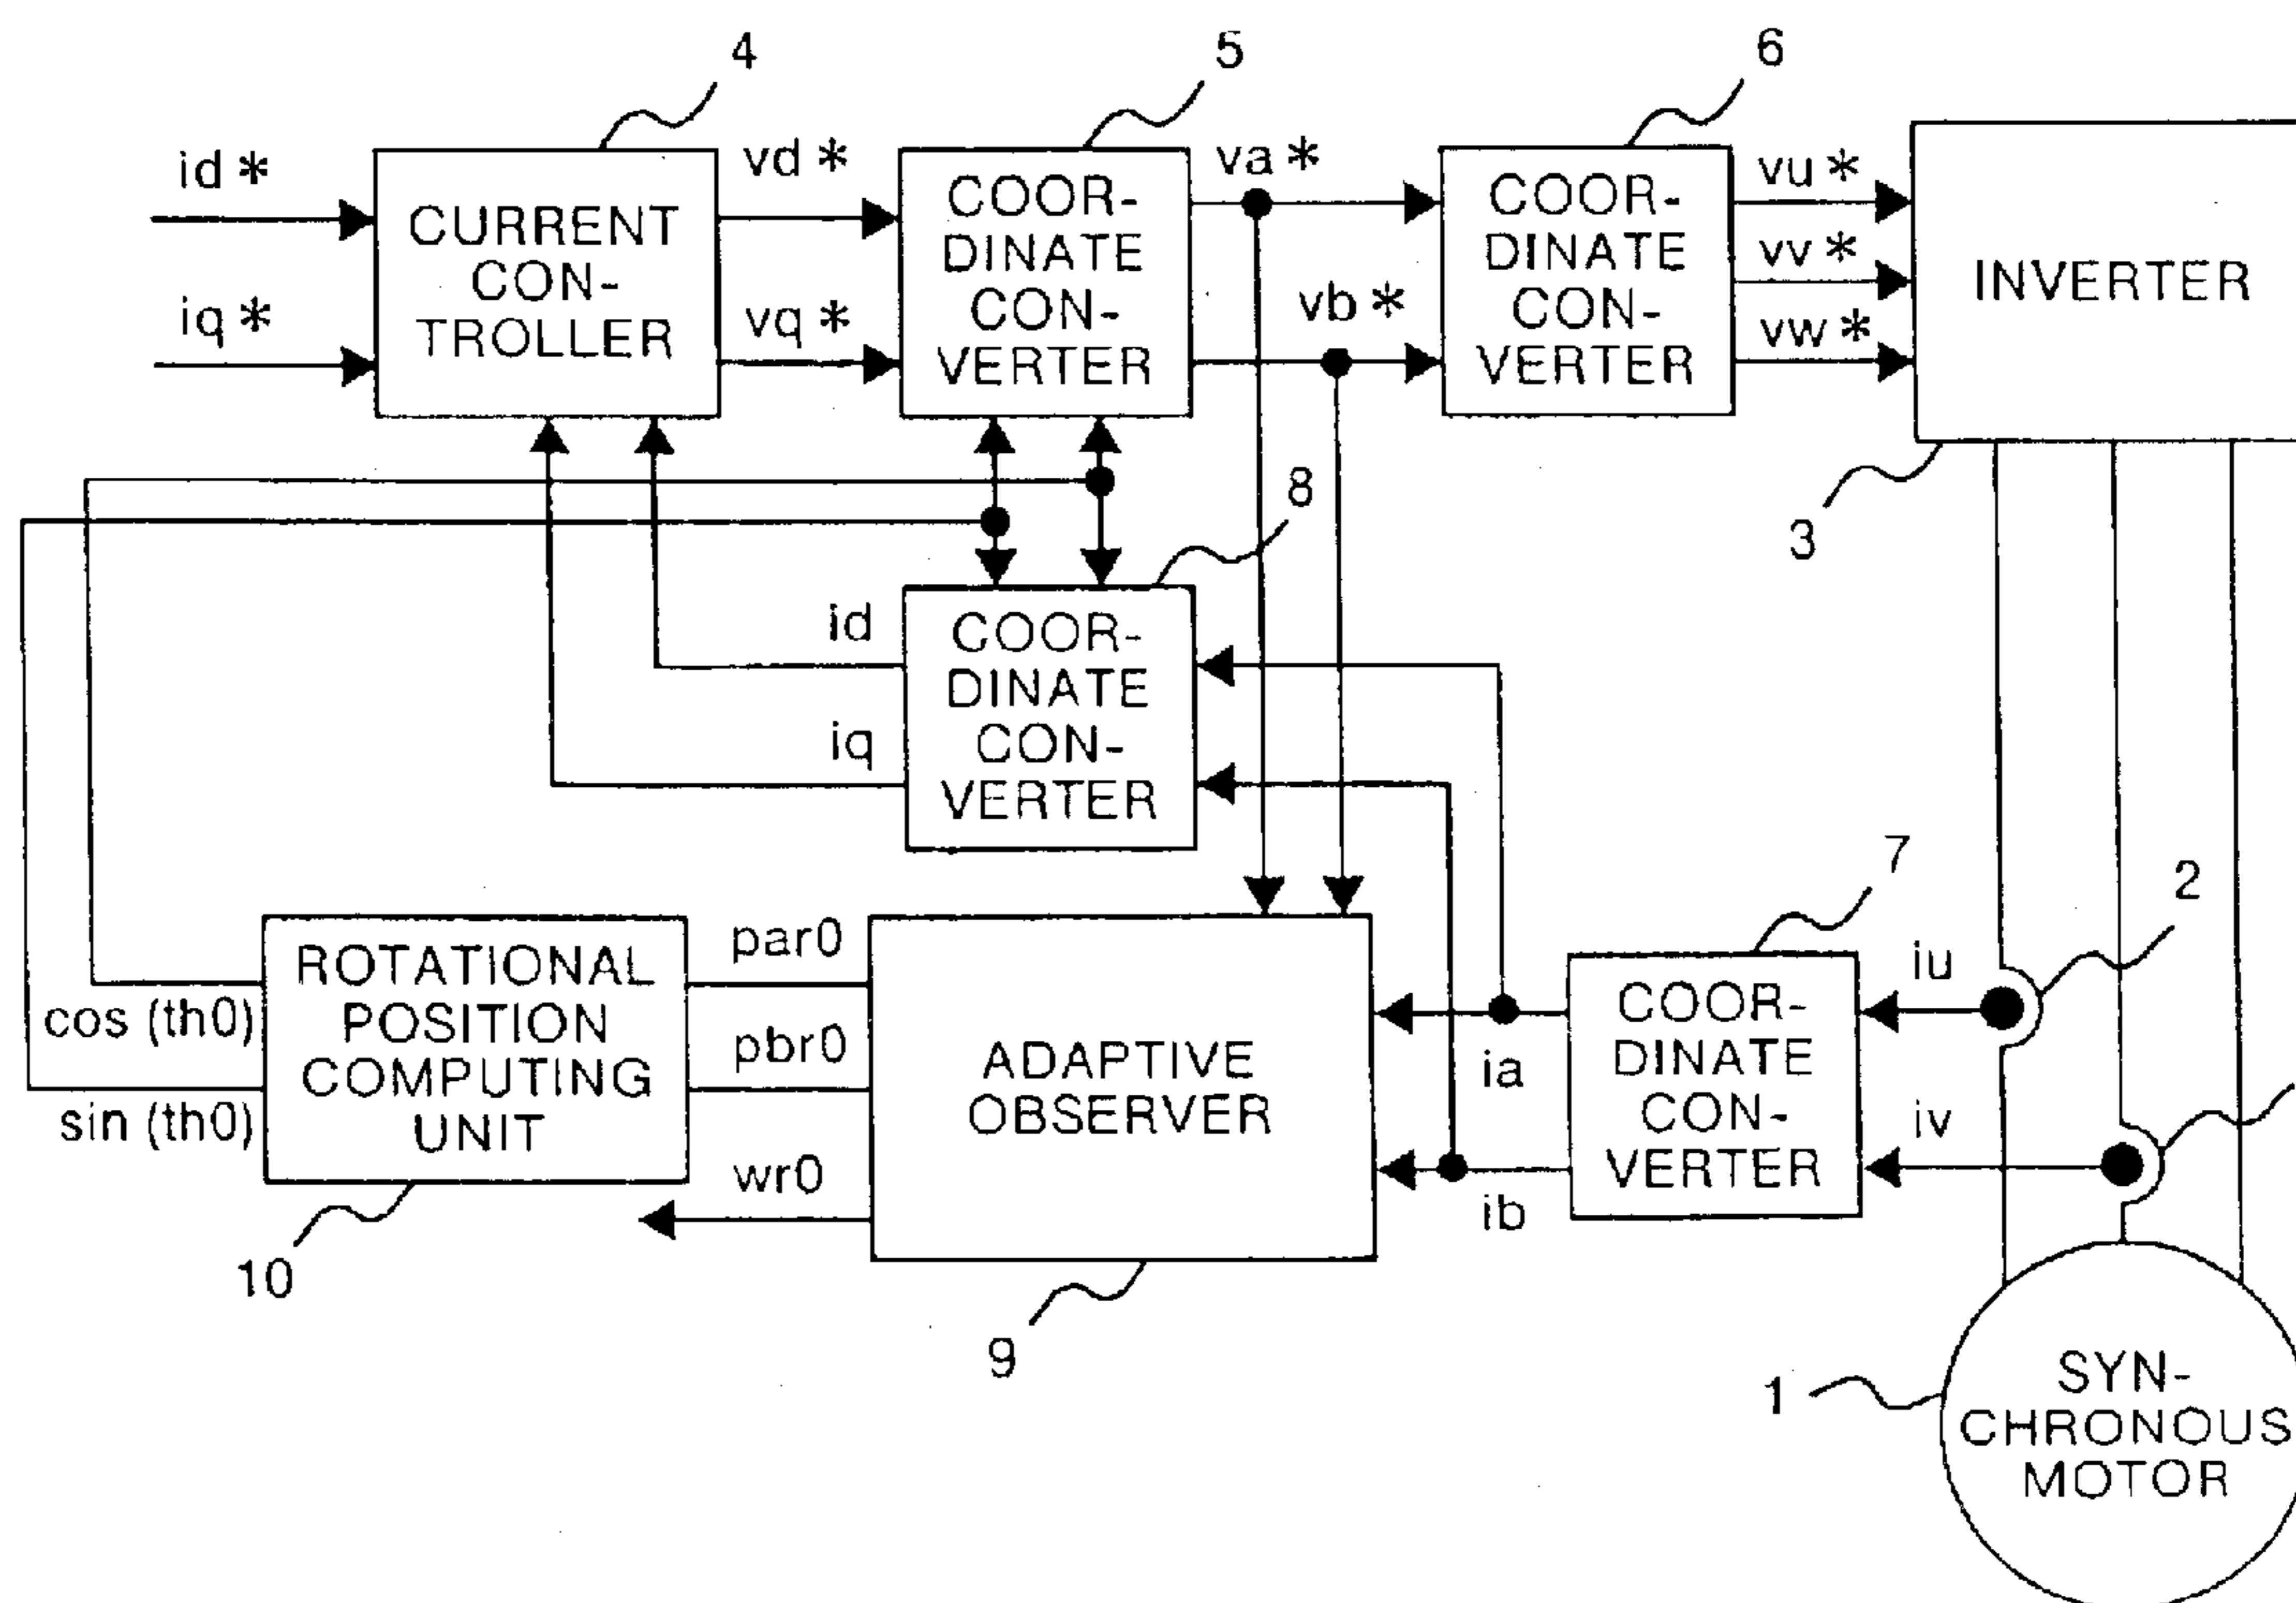 4
5
6
id*
vd*
va*
vu*
CURRENT
CON-
TROLLER
COOR-
DINATE
CON-
VERTER
COOR-
DINATE
CON-
VERTER
vv*
INVERTER
iq*
vq*
vb*
vw*
8
3
id
iq
COOR-
DINATE
CON-
VERTER
7
2
ROTATIONAL
POSITION
COMPUTING
UNIT
par0
pbr0
wr0
cos (th0)
sin (th0)
ADAPTIVE
OBSERVER
ia
ib
COOR-
DINATE
CON-
VERTER
iu
iv
10
9
1
SYN-
CHRONOUS
MOTOR